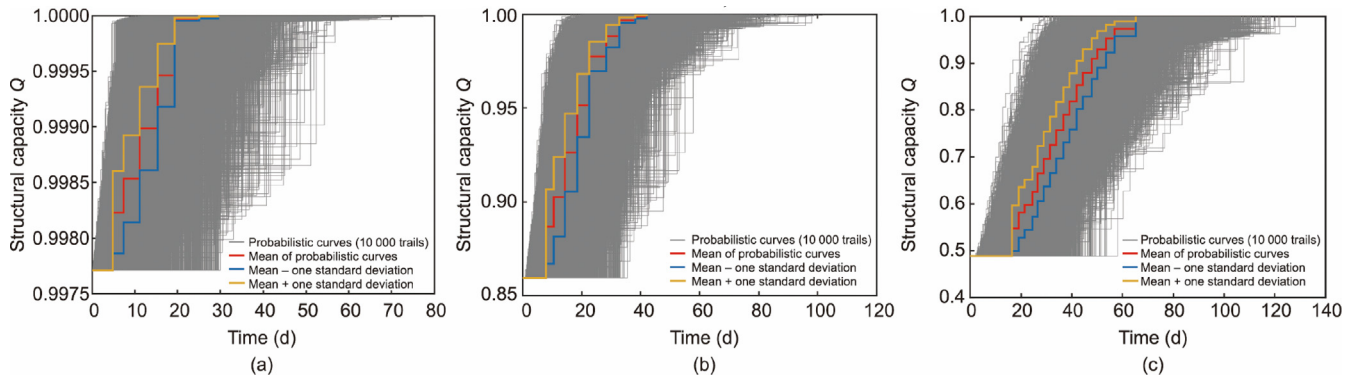 (a)
1.0000
0.9995
0.9990
0.9985
0.9980
0.9975
Structural capacity Q
Probabilistic curves (10 000 trails)
Mean of probabilistic curves
Mean – one standard deviation
Mean + one standard deviation
0 20 40 60 80
Time (d)
(a)
(b)
1.00
0.95
0.90
0.85
Structural capacity Q
Probabilistic curves (10 000 trails)
Mean of probabilistic curves
Mean – one standard deviation
Mean + one standard deviation
0 20 40 60 80 100 120
Time (d)
(b)
(c)
1.0
0.9
0.8
0.7
0.6
0.5
0.4
Structural capacity Q
Probabilistic curves (10 000 trails)
Mean of probabilistic curves
Mean – one standard deviation
Mean + one standard deviation
0 20 40 60 80 100 120 140
Time (d)
(c)